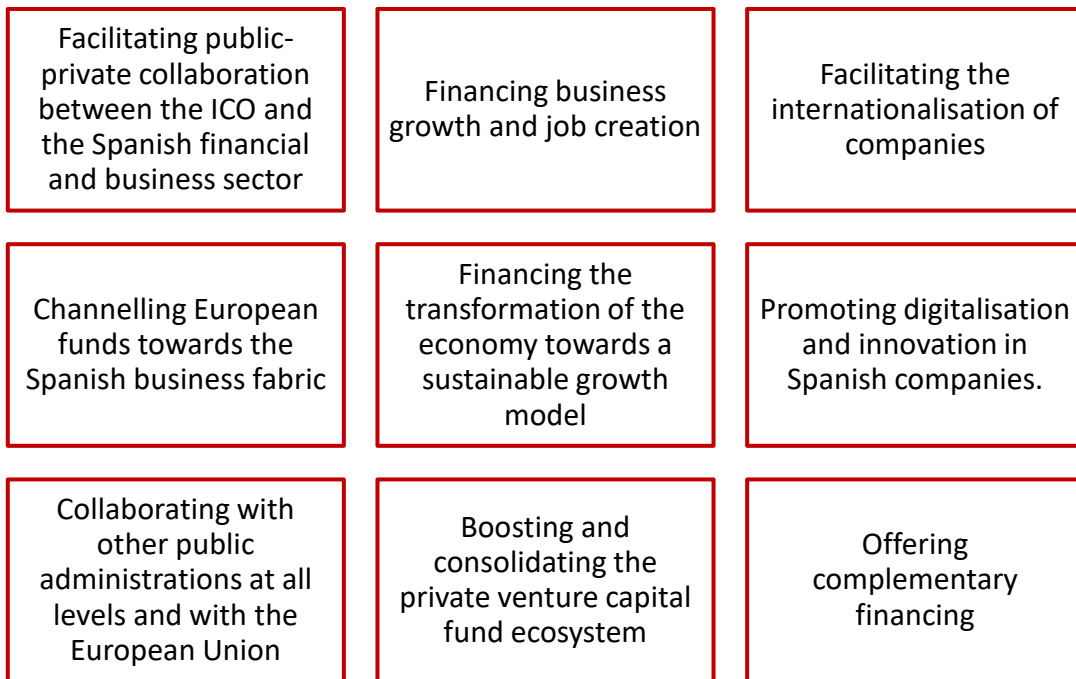 Facilitating public-
private collaboration
between the ICO and
the Spanish financial
and business sector
Financing business
growth and job creation
Facilitating the
internationalisation of
companies
Channelling European
funds towards the
Spanish business fabric
Financing the
transformation of the
economy towards a
sustainable growth
model
Promoting digitalisation
and innovation in
Spanish companies.
Collaborating with
other public
administrations at all
levels and with the
European Union
Boosting and
consolidating the
private venture capital
fund ecosystem
Offering
complementary
financing